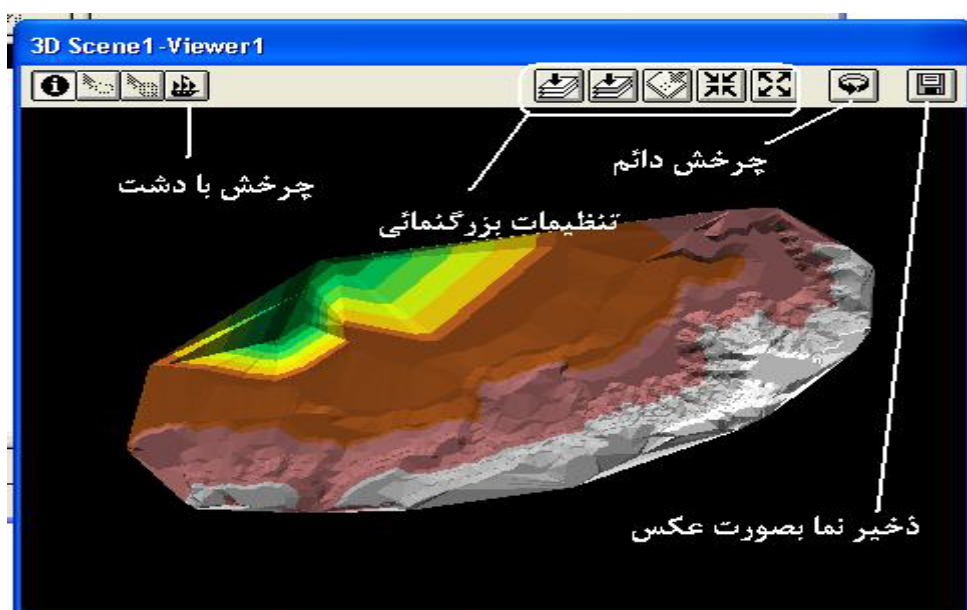 3D Scene1-Viewer1
چرخش دائم
چرخش با دشت
تنظیمات بزرگنمائی
ذخیر نما بصورت عکس